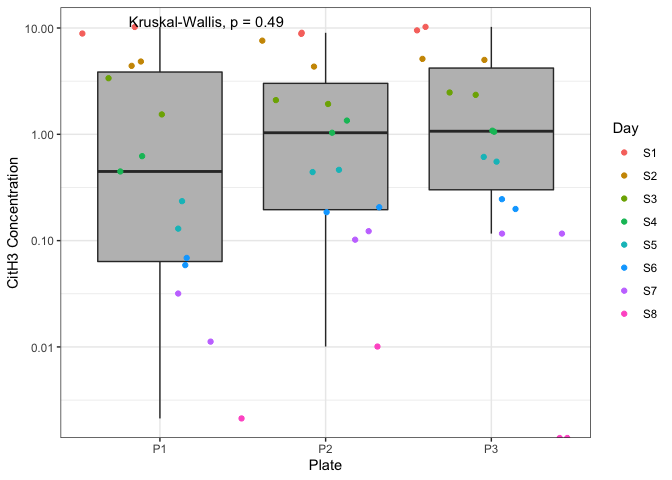 Kruskal-Wallis, p = 0.49
CitH3 Concentration
10.00
1.00
0.10
0.01
P1
P2
P3
Plate
Day
S1
S2
S3
S4
S5
S6
S7
S8